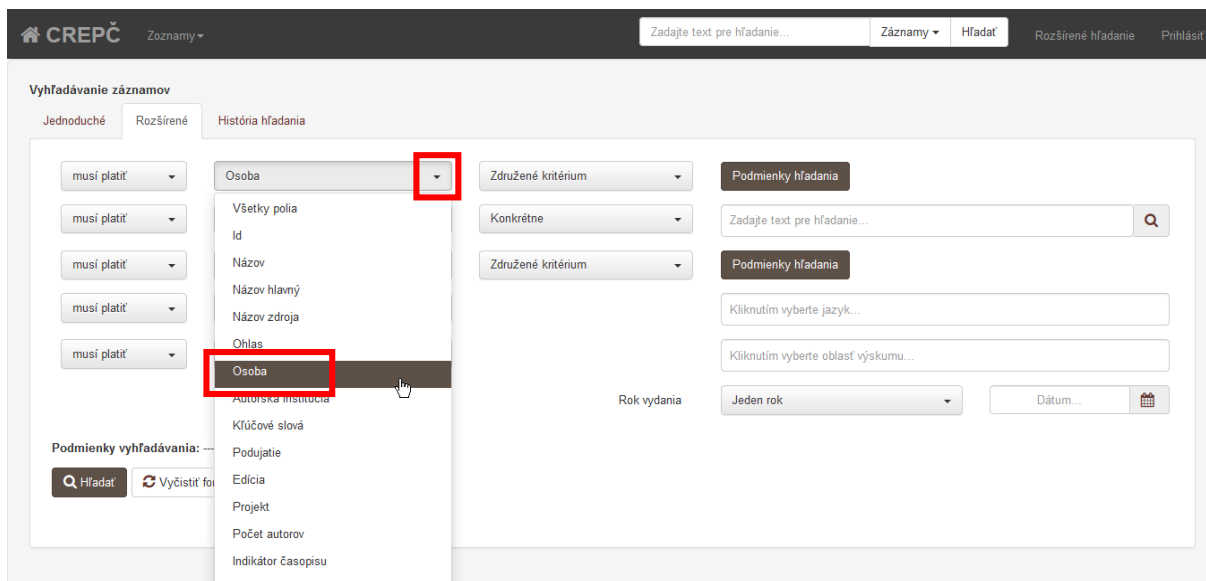 CREPČ Zoznamy Zadajte text pre hľadanie... Záznamy Hľadať Rozšírené hľadanie Prihlásiť
Vyhľadávanie záznamov
Jednoduché Rozšírené História hľadania
musí platiť Osoba Združené kritérium Podmienky hľadania
Všetky polia
musí platiť Konkrétne Zadajte text pre hľadanie...
Id
Názov
musí platiť Združené kritérium Podmienky hľadania
Názov hlavný
musí platiť Kliknutím vyberte jazyk...
Názov zdroja
Ohlas
musí platiť Kliknutím vyberte oblasť výskumu...
Osoba
Autorská inštitúcia
Rok vydania Jeden rok Dátum...
Kľúčové slová
Podmienky vyhľadávania: ---
Podujatie
Edícia
Hľadať Vyčistiť
Projekt
Počet autorov
Indikátor časopisu